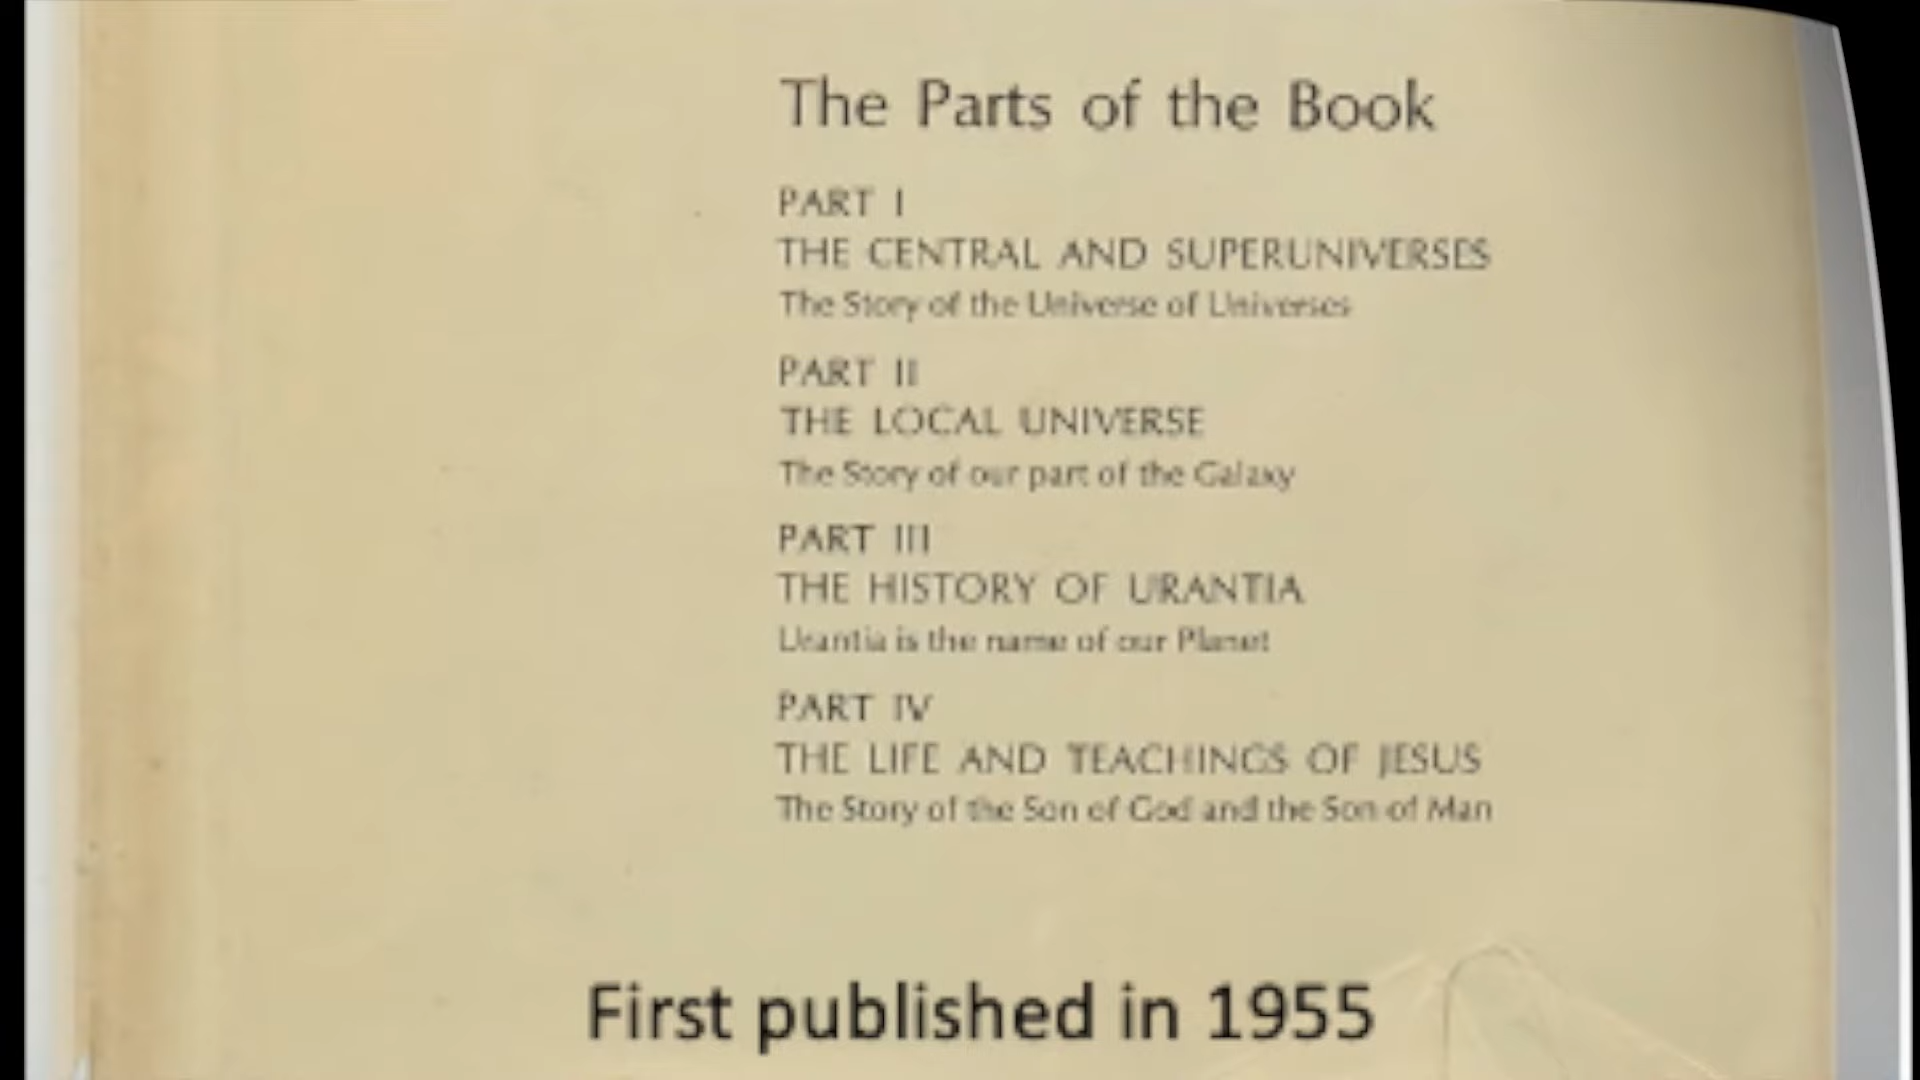 The Parts of the Book
PART I
THE CENTRAL AND SUPERUNIVERSES
The Story of the Universe of Universes
PART II
THE LOCAL UNIVERSE
The Story of our part of the Galaxy
PART III
THE HISTORY OF URANTIA
Urantia is the name of our Planet
PART IV
THE LIFE AND TEACHINGS OF JESUS
The Story of the Son of God and the Son of Man
First published in 1955